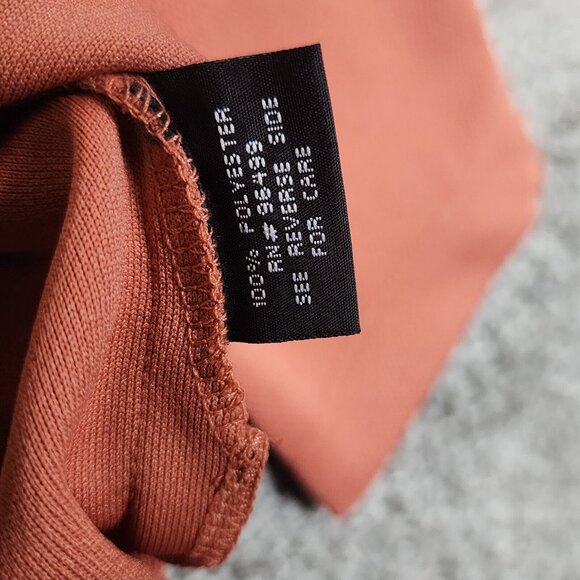 100% POLYESTER
RN# 96499
SEE REVERSE SIDE
FOR CARE